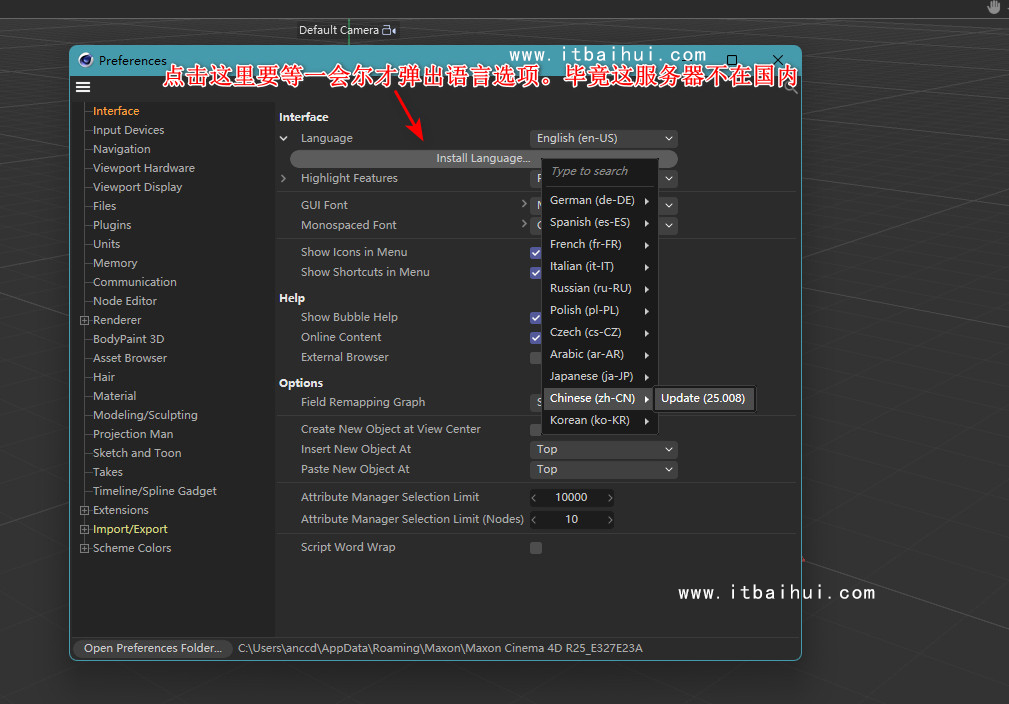 Default Camera
Preferences
www.itbaihui.com
点击这里要等一会尔才弹出语言选项。毕竟这服务器不在国内
Interface
Input Devices
Navigation
Viewport Hardware
Viewport Display
Files
Plugins
Units
Memory
Communication
Node Editor
Renderer
BodyPaint 3D
Asset Browser
Hair
Material
Modeling/Sculpting
Projection Man
Sketch and Toon
Takes
Timeline/Spline Gadget
Extensions
Import/Export
Scheme Colors
Interface
Language English (en-US)
Install Language...
Highlight Features
GUI Font
Monospaced Font
Show Icons in Menu
Show Shortcuts in Menu
Help
Show Bubble Help
Online Content
External Browser
Options
Field Remapping Graph
Create New Object at View Center
Insert New Object At Top
Paste New Object At Top
Attribute Manager Selection Limit 10000
Attribute Manager Selection Limit (Nodes) 10
Script Word Wrap
Type to search
German (de-DE)
Spanish (es-ES)
French (fr-FR)
Italian (it-IT)
Russian (ru-RU)
Polish (pl-PL)
Czech (cs-CZ)
Arabic (ar-AR)
Japanese (ja-JP)
Chinese (zh-CN) Update (25.008)
Korean (ko-KR)
www.itbaihui.com
Open Preferences Folder... C:\Users\anccd\AppData\Roaming\Maxon\Maxon Cinema 4D R25_E327E23A